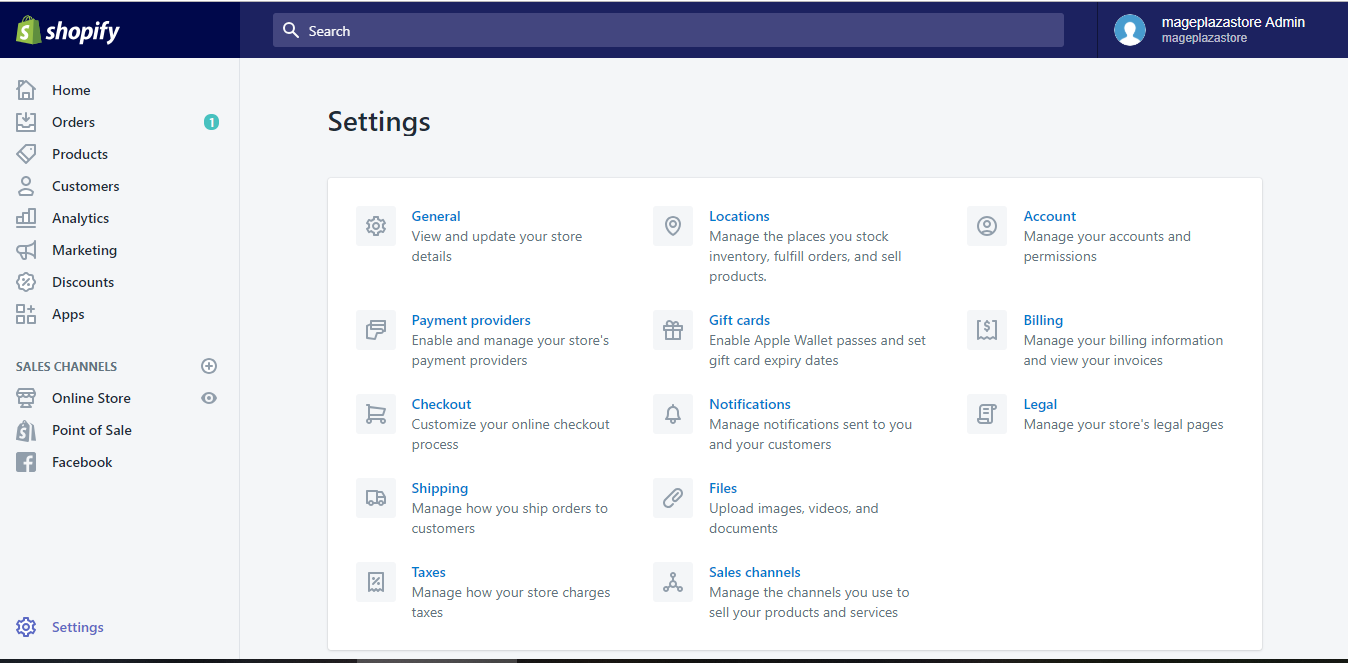 shopify
Search
mageplazastore Admin
mageplazastore
Home
Orders
1
Products
Customers
Analytics
Marketing
Discounts
Apps
SALES CHANNELS
Online Store
Point of Sale
Facebook
Settings
Settings
General
View and update your store
details
Locations
Manage the places you stock
inventory, fulfill orders, and sell
products.
Account
Manage your accounts and
permissions
Payment providers
Enable and manage your store's
payment providers
Gift cards
Enable Apple Wallet passes and set
gift card expiry dates
Billing
Manage your billing information
and view your invoices
Checkout
Customize your online checkout
process
Notifications
Manage notifications sent to you
and your customers
Legal
Manage your store's legal pages
Shipping
Manage how you ship orders to
customers
Files
Upload images, videos, and
documents
Taxes
Manage how your store charges
taxes
Sales channels
Manage the channels you use to
sell your products and services